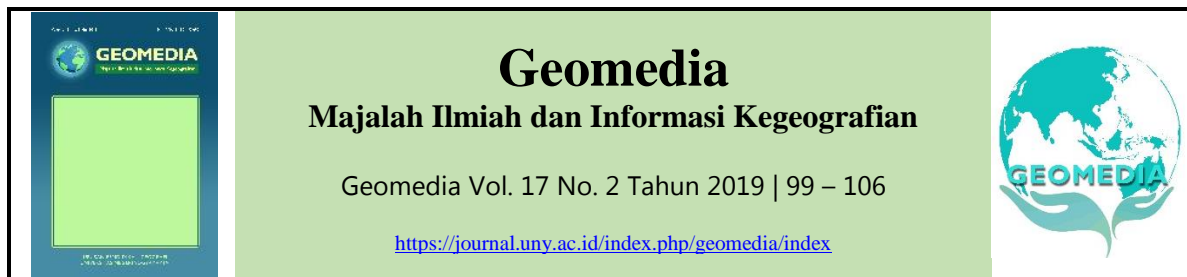 GEOMEDIA
Geomedia
Majalah Ilmiah dan Informasi Kegeografian
Geomedia Vol. 17 No. 2 Tahun 2019 | 99 – 106
https://journal.uny.ac.id/index.php/geomedia/index
GEOMEDIA